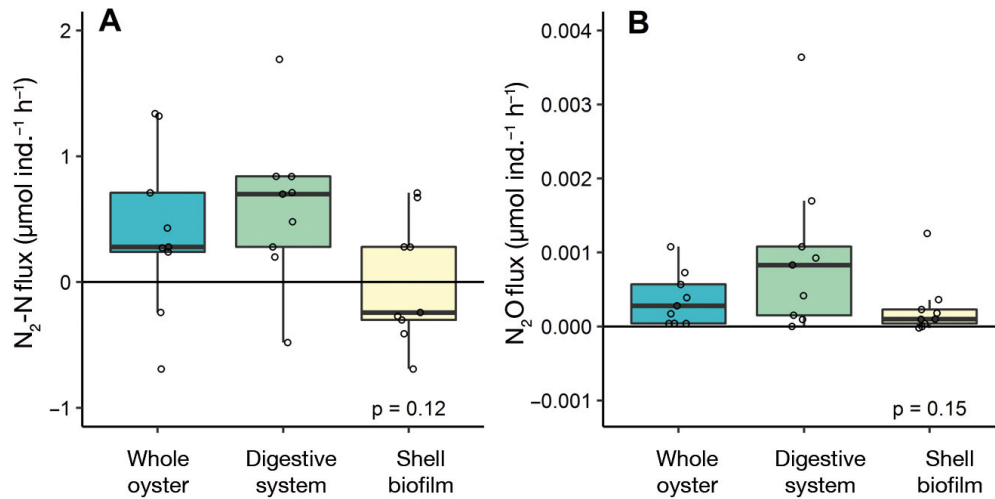 A
N₂-N flux (µmol ind.⁻¹ h⁻¹)
2
1
0
−1
p = 0.12
Whole
oyster
Digestive
system
Shell
biofilm
B
N₂O flux (µmol ind.⁻¹ h⁻¹)
0.004
0.003
0.002
0.001
0.000
−0.001
p = 0.15
Whole
oyster
Digestive
system
Shell
biofilm